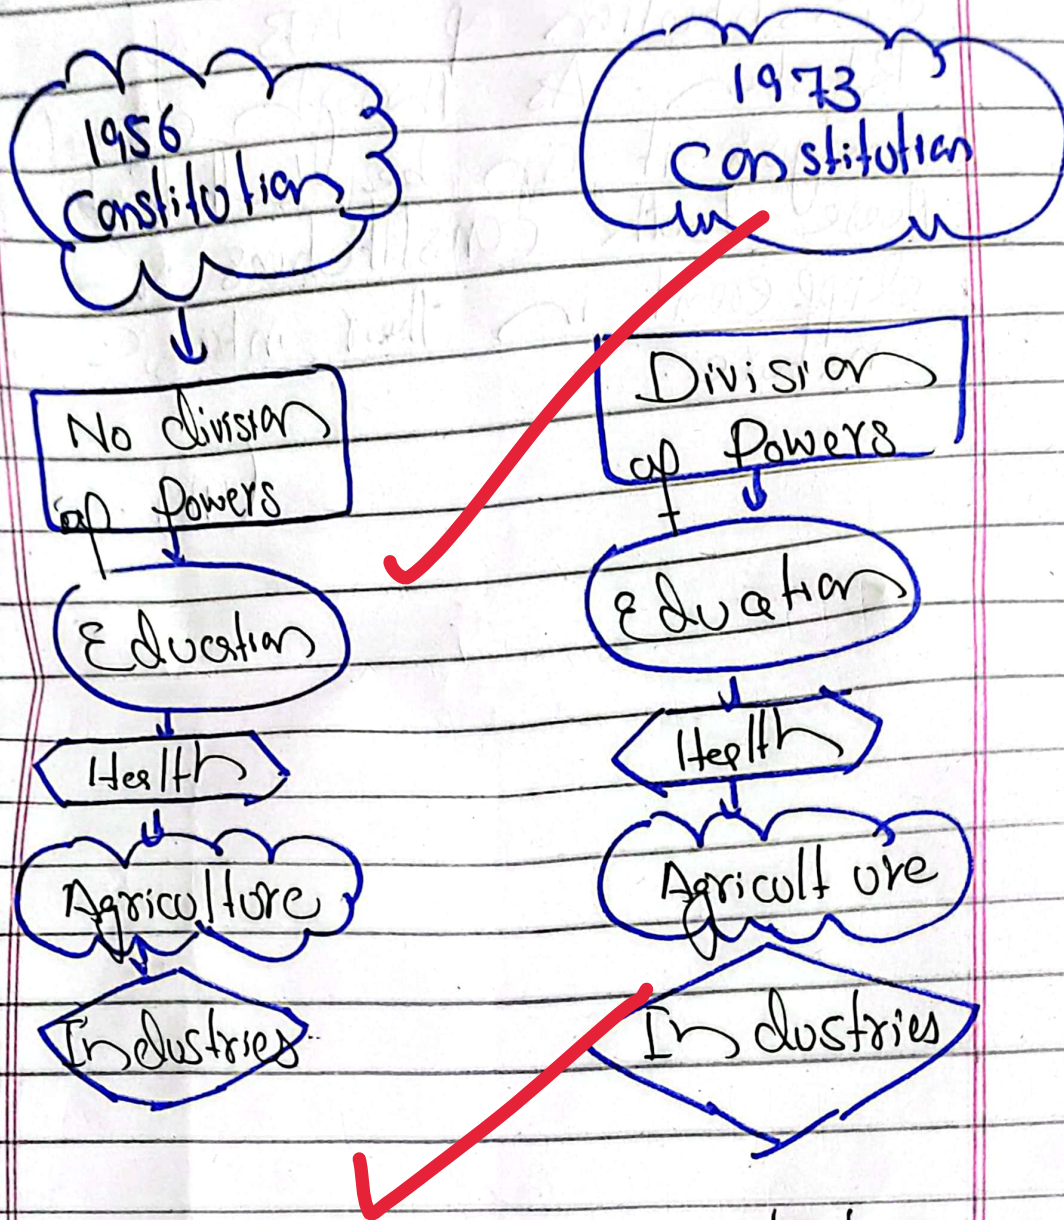 1956
Constitution
No division
of Powers
Education
Health
Agriculture
Industries
1973
Constitution
Division
of Powers
Education
Health
Agriculture
Industries